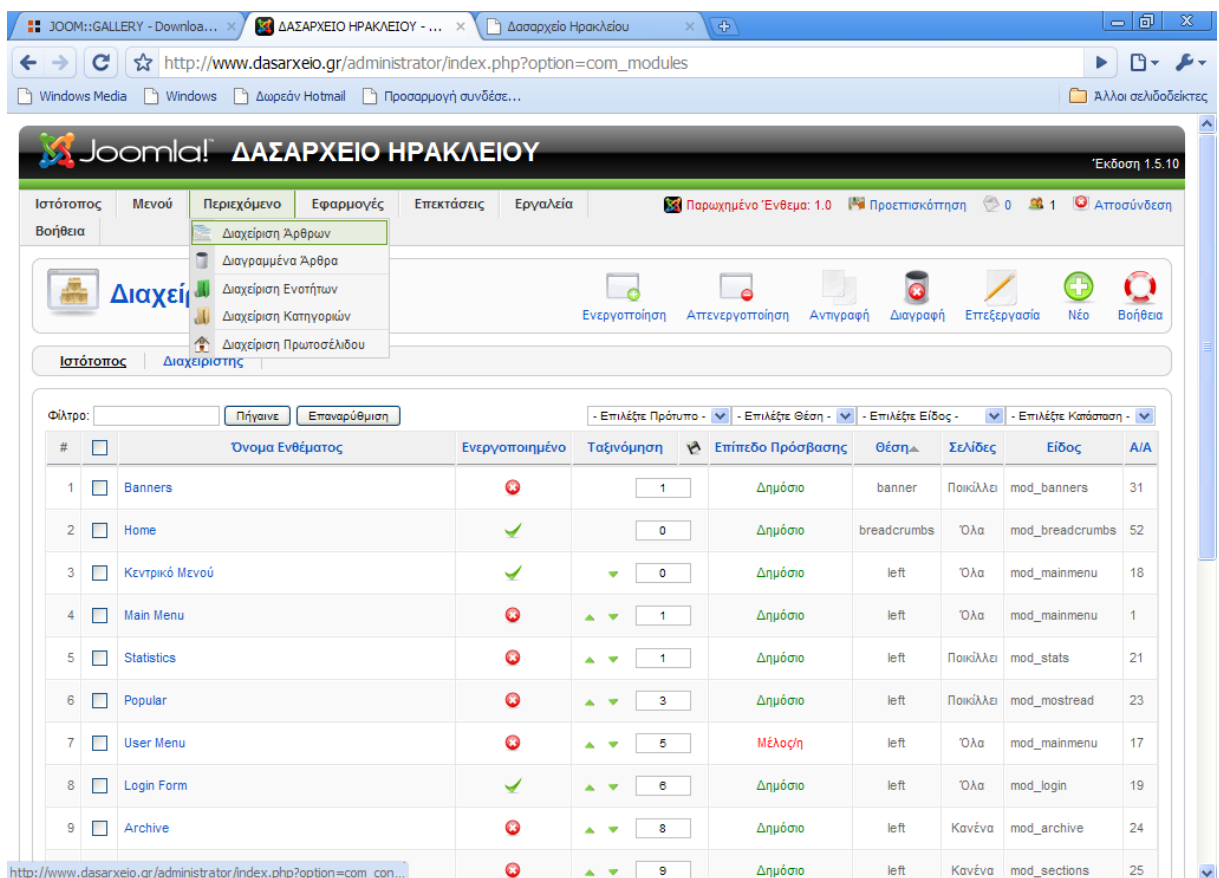 JOOM::GALLERY - Downloa...
ΔΑΣΑΡΧΕΙΟ ΗΡΑΚΛΕΙΟΥ - ...
Δασαρχείο Ηρακλείου
http://www.dasarxeio.gr/administrator/index.php?option=com_modules
Windows Media Windows Δωρεάν Hotmail Προσαρμογή συνδέσε... Άλλοι σελιδοδείκτες
Joomla! ΔΑΣΑΡΧΕΙΟ ΗΡΑΚΛΕΙΟΥ
Έκδοση 1.5.10
Ιστότοπος Μενού Περιεχόμενο Εφαρμογές Επεκτάσεις Εργαλεία Παρωχημένο Ένθεμα: 1.0 Προεπισκόπηση 0 1 Αποσύνδεση
Βοήθεια
Διαχείριση Άρθρων
Διαγραμμένα Άρθρα
Διαχείριση Ενοτήτων
Διαχείριση Κατηγοριών
Διαχείριση Πρωτοσέλιδου
Διαχεί
Ενεργοποίηση Απενεργοποίηση Αντιγραφή Διαγραφή Επεξεργασία Νέο Βοήθεια
Ιστότοπος Διαχειριστής
Φίλτρο: Πήγαινε Επαναρύθμιση - Επιλέξτε Πρότυπο - - Επιλέξτε Θέση - - Επιλέξτε Είδος - - Επιλέξτε Κατάσταση -
# Όνομα Ενθέματος Ενεργοποιημένο Ταξινόμηση Επίπεδο Πρόσβασης Θέση Σελίδες Είδος Α/Α
1 Banners 1 Δημόσιο banner Ποικίλλει mod_banners 31
2 Home 0 Δημόσιο breadcrumbs Όλα mod_breadcrumbs 52
3 Κεντρικό Μενού 0 Δημόσιο left Όλα mod_mainmenu 18
4 Main Menu 1 Δημόσιο left Όλα mod_mainmenu 1
5 Statistics 1 Δημόσιο left Ποικίλλει mod_stats 21
6 Popular 3 Δημόσιο left Ποικίλλει mod_mostread 23
7 User Menu 5 Μέλος/η left Όλα mod_mainmenu 17
8 Login Form 6 Δημόσιο left Όλα mod_login 19
9 Archive 8 Δημόσιο left Κανένα mod_archive 24
9 Δημόσιο left Κανένα mod_sections 25
http://www.dasarxeio.gr/administrator/index.php?option=com_con...